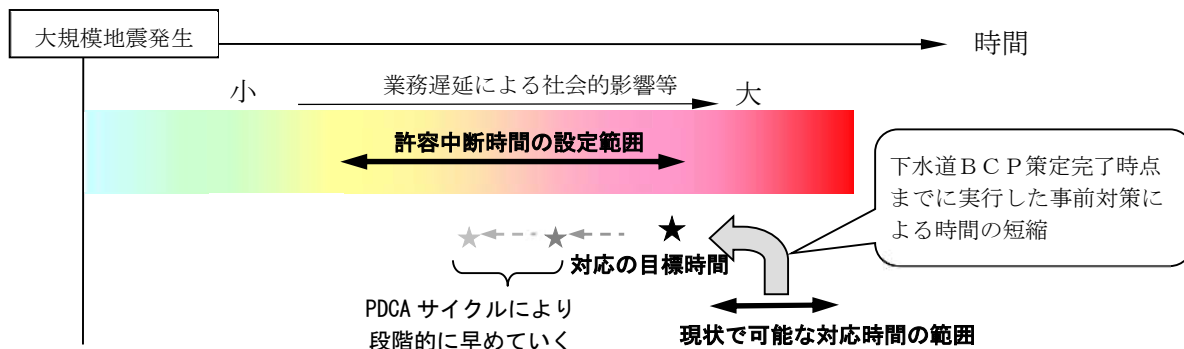 大規模地震発生
時間
小
業務遅延による社会的影響等
大
許容中断時間の設定範囲
下水道ＢＣＰ策定完了時点
までに実行した事前対策に
よる時間の短縮
対応の目標時間
PDCA サイクルにより
段階的に早めていく
現状で可能な対応時間の範囲